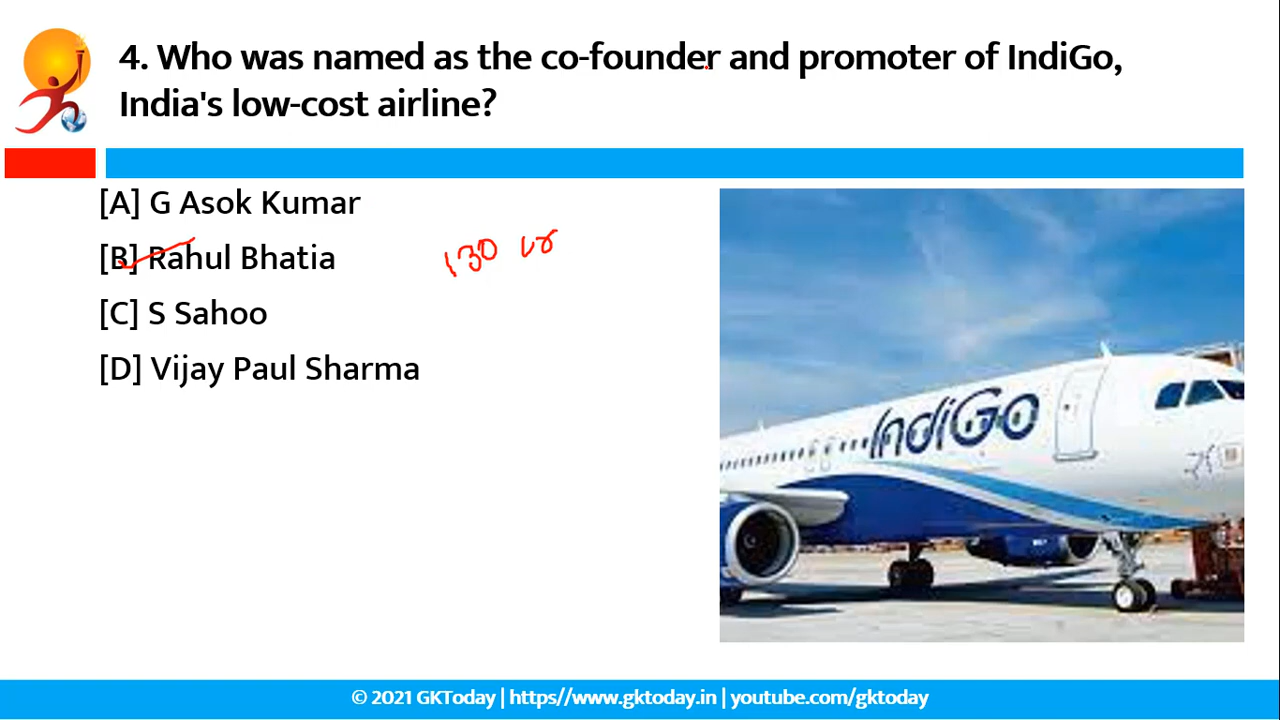 4. Who was named as the co-founder and promoter of IndiGo,
India's low-cost airline?
[A] G Asok Kumar
[B] Rahul Bhatia
130 cr
[C] S Sahoo
[D] Vijay Paul Sharma
IndiGo
© 2021 GKToday | https//www.gktoday.in | youtube.com/gktoday